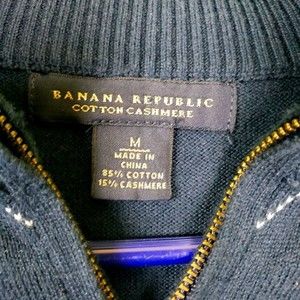 BANANA REPUBLIC
COTTON CASHMERE
M
MADE IN
CHINA
85% COTTON
15% CASHMERE